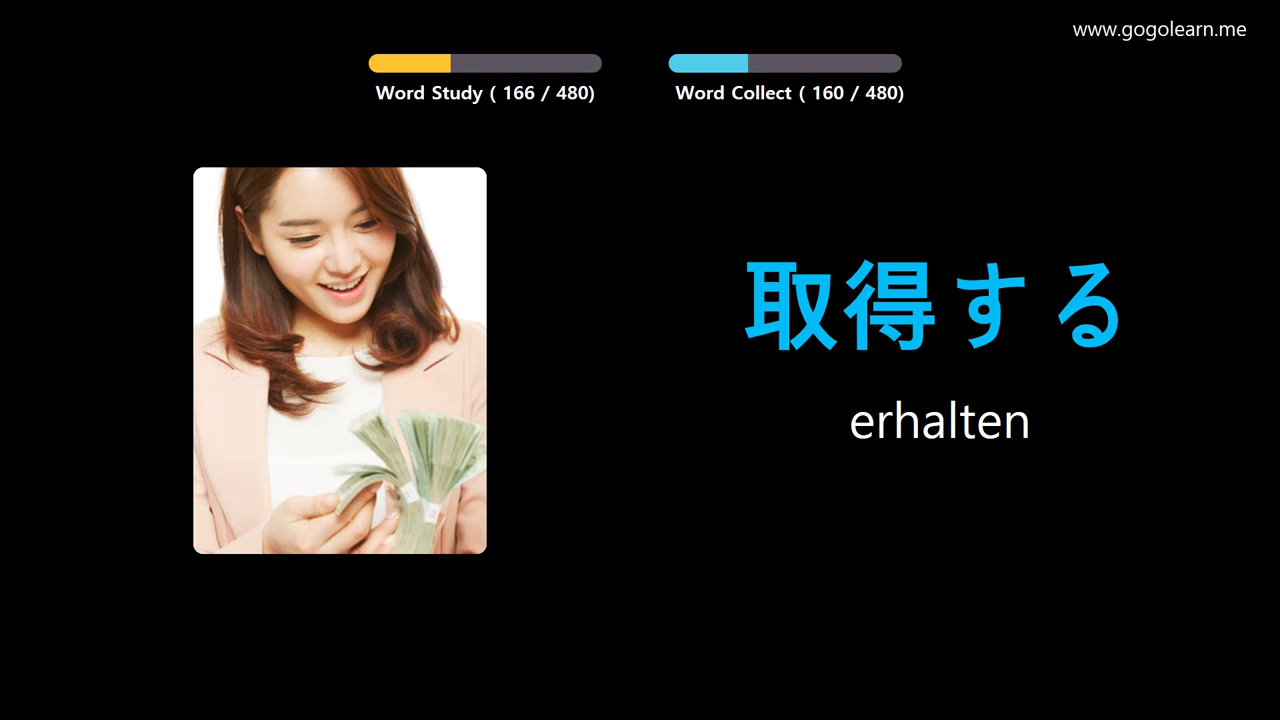 www.gogolearn.me
Word Study ( 166 / 480)
Word Collect ( 160 / 480)
取得する
erhalten